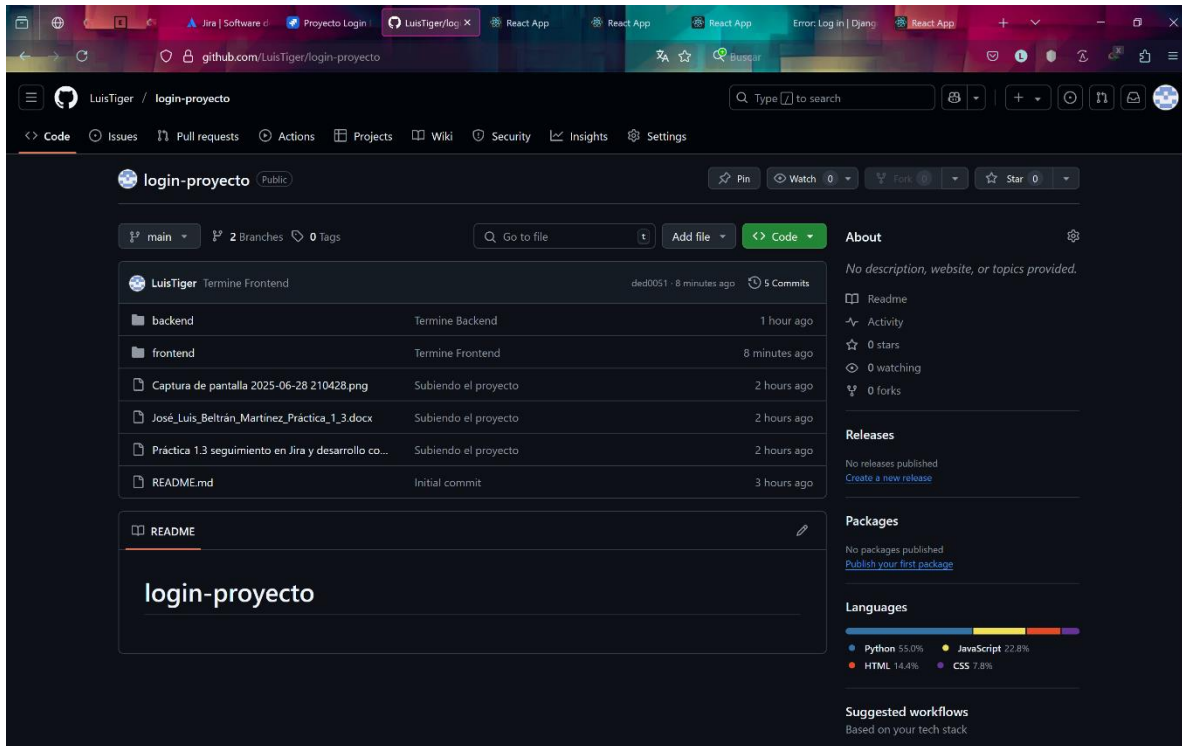 Jira | Software d
Proyecto Login
LuisTiger/log
React App
React App
React App
Error: Log in | Djang
React App
github.com/LuisTiger/login-proyecto
Buscar
LuisTiger / login-proyecto
Type / to search
Code Issues Pull requests Actions Projects Wiki Security Insights Settings
login-proyecto Public
Pin Watch 0 Fork 0 Star 0
main 2 Branches 0 Tags
Go to file t Add file Code
LuisTiger Termine Frontend ded0051 · 8 minutes ago 5 Commits
backend Termine Backend 1 hour ago
frontend Termine Frontend 8 minutes ago
Captura de pantalla 2025-06-28 210428.png Subiendo el proyecto 2 hours ago
José_Luis_Beltrán_Martínez_Práctica_1_3.docx Subiendo el proyecto 2 hours ago
Práctica 1.3 seguimiento en Jira y desarrollo co... Subiendo el proyecto 2 hours ago
README.md Initial commit 3 hours ago
README
login-proyecto
About
No description, website, or topics provided.
Readme
Activity
0 stars
0 watching
0 forks
Releases
No releases published
Create a new release
Packages
No packages published
Publish your first package
Languages
Python 55.0% JavaScript 22.8%
HTML 14.4% CSS 7.8%
Suggested workflows
Based on your tech stack